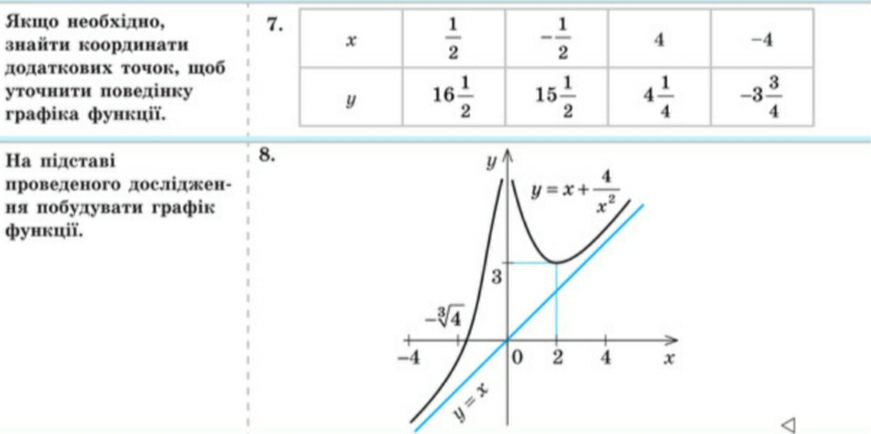 Якщо необхідно,
знайти координати
додаткових точок, щоб
уточнити поведінку
графіка функції.
7.
x 1/2 −1/2 4 −4
y 16 1/2 15 1/2 4 1/4 −3 3/4
На підставі
проведеного дослiджен-
ня побудувати графік
функції.
8.
y
y = x + 4/x²
3
−∛4
−4 0 2 4 x
y = x